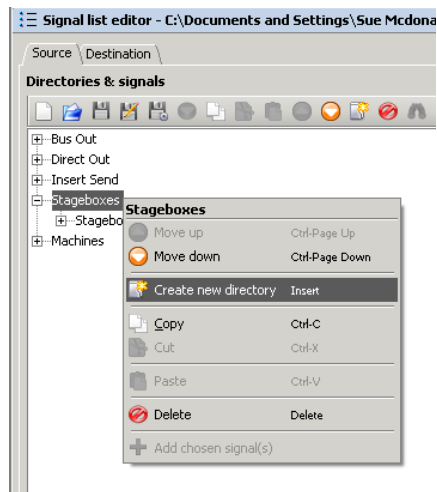 Signal list editor - C:\Documents and Settings\Sue Mcdona
Source Destination
Directories & signals
Bus Out
Direct Out
Insert Send
Stageboxes
Stagebo
Machines
Stageboxes
Move up Ctrl-Page Up
Move down Ctrl-Page Down
Create new directory Insert
Copy Ctrl-C
Cut Ctrl-X
Paste Ctrl-V
Delete Delete
Add chosen signal(s)